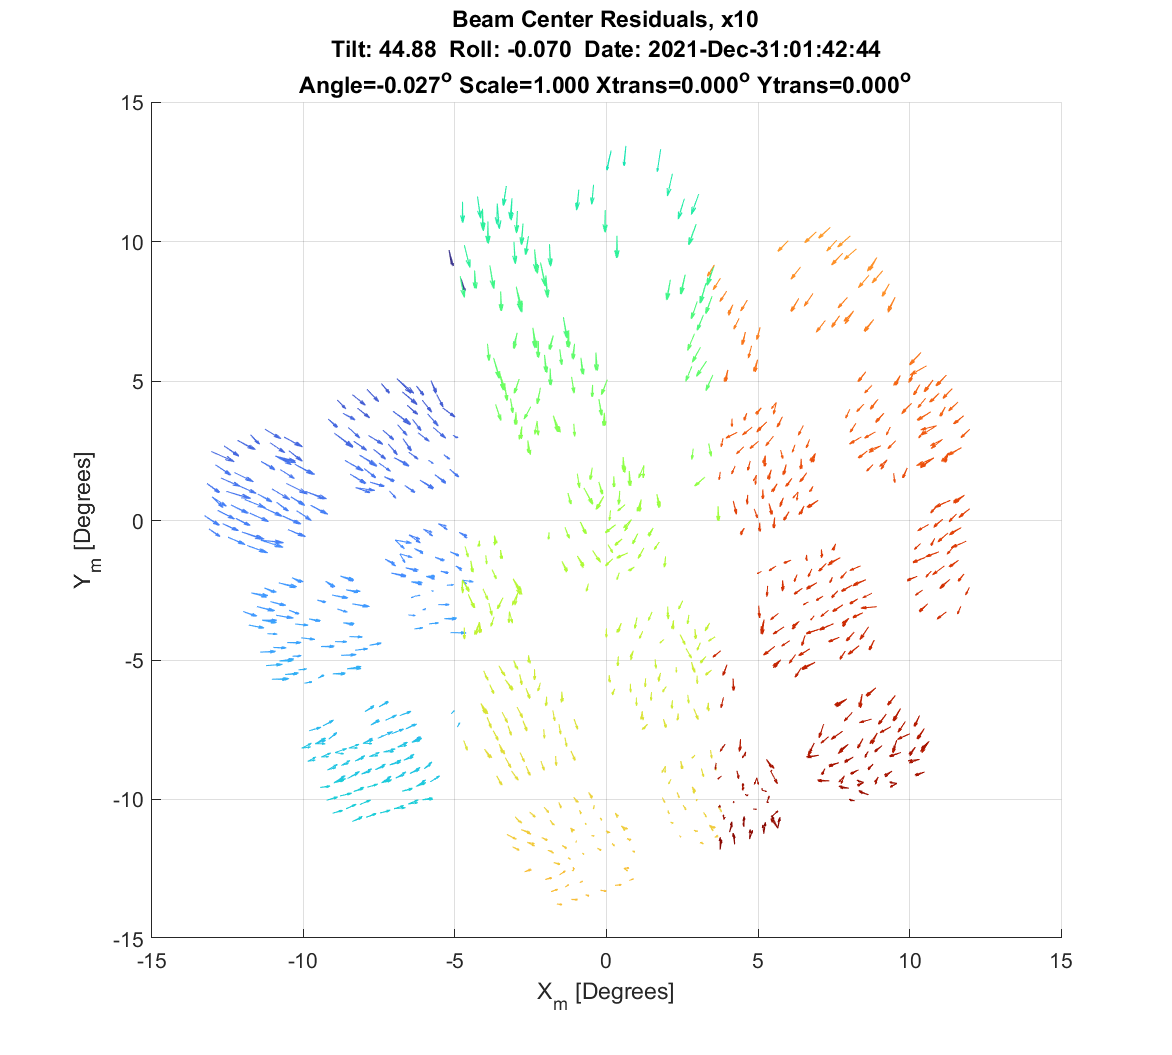 Beam Center Residuals, x10
Tilt: 44.88 Roll: -0.070 Date: 2021-Dec-31:01:42:44
Angle=-0.027° Scale=1.000 Xtrans=0.000° Ytrans=0.000°
15
10
5
0
-5
-10
-15
Y_m [Degrees]
-15 -10 -5 0 5 10 15
X_m [Degrees]